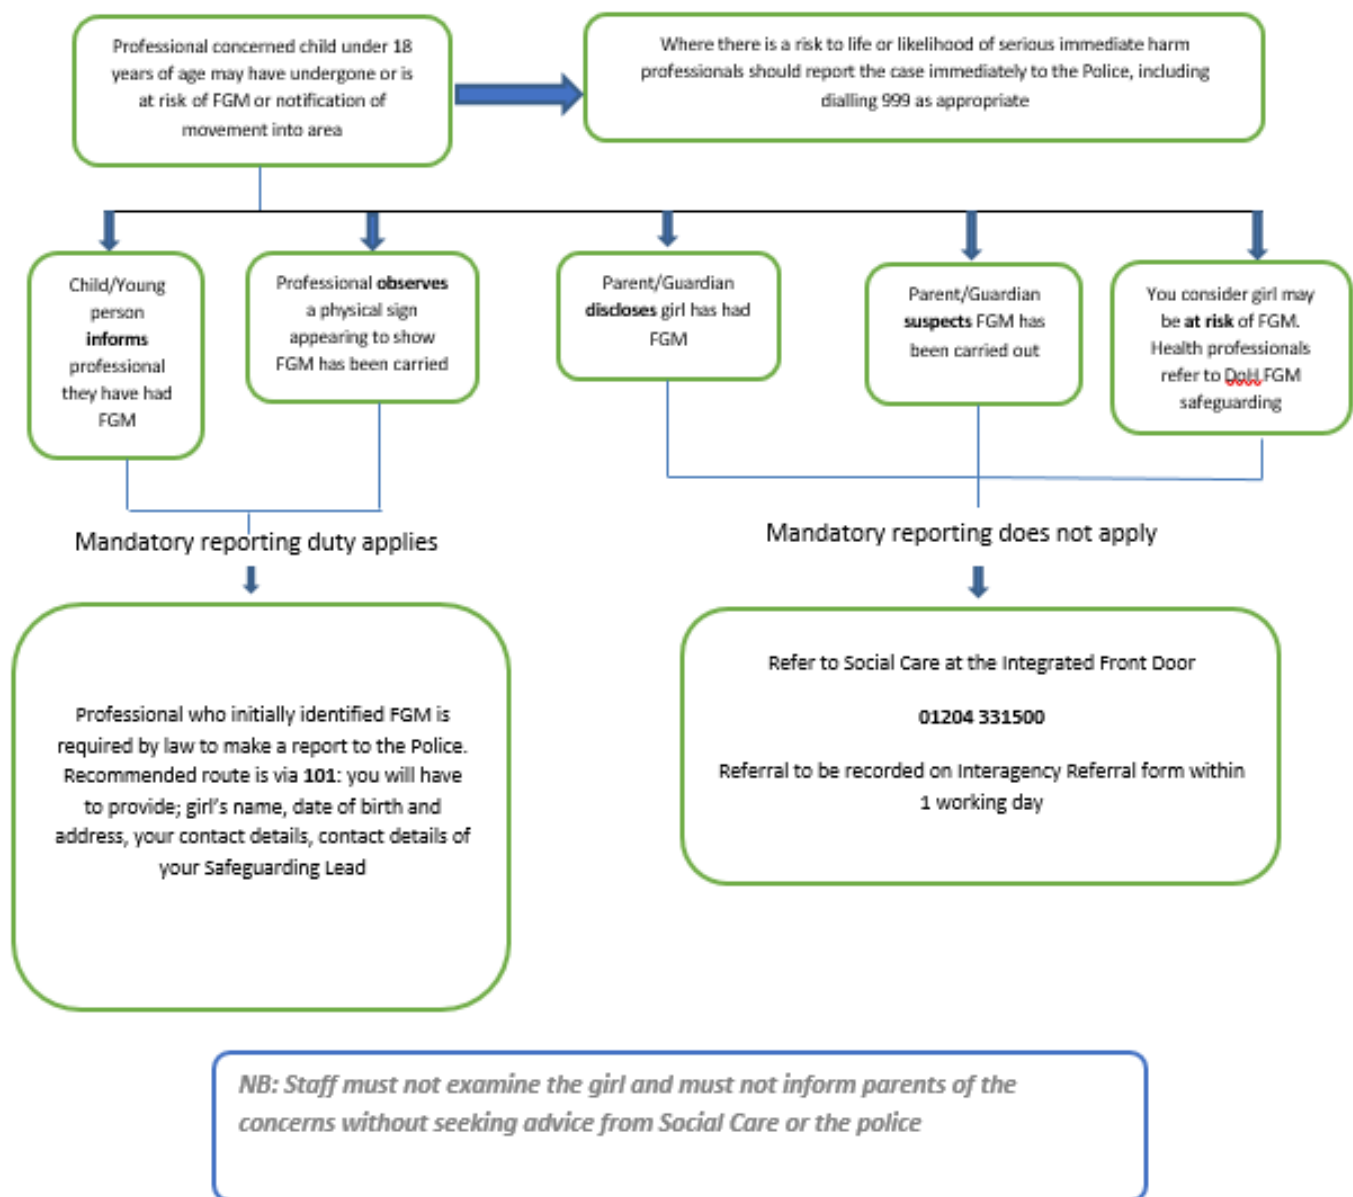 Professional concerned child under 18
years of age may have undergone or is
at risk of FGM or notification of
movement into area
Where there is a risk to life or likelihood of serious immediate harm
professionals should report the case immediately to the Police, including
dialling 999 as appropriate
Child/Young
person
informs
professional
they have had
FGM
Professional observes
a physical sign
appearing to show
FGM has been carried
Parent/Guardian
discloses girl has had
FGM
Parent/Guardian
suspects FGM has
been carried out
You consider girl may
be at risk of FGM.
Health professionals
refer to DoH FGM
safeguarding
Mandatory reporting duty applies
Mandatory reporting does not apply
Professional who initially identified FGM is
required by law to make a report to the Police.
Recommended route is via 101: you will have
to provide; girl's name, date of birth and
address, your contact details, contact details of
your Safeguarding Lead
Refer to Social Care at the Integrated Front Door
01204 331500
Referral to be recorded on Interagency Referral form within
1 working day
NB: Staff must not examine the girl and must not inform parents of the
concerns without seeking advice from Social Care or the police